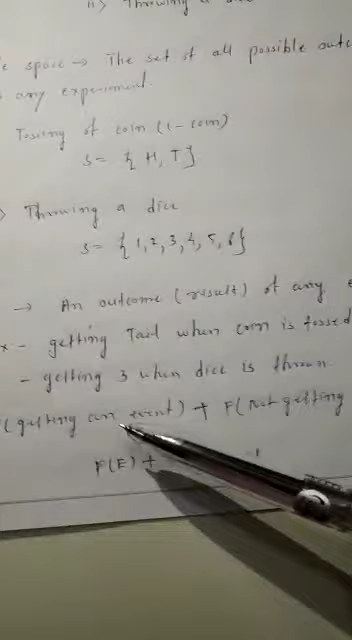 ii) Throwing a
space → The set of all possible outc
any experiment.
Tossing of coin (1-coin)
S = { H, T }
Throwing a dice
S = { 1, 2, 3, 4, 5, 6 }
→ An outcome (result) of any
- getting Tail when coin is tossed
- getting 3 when dice is thrown
(getting an event) + P(Not getting
P(E) +